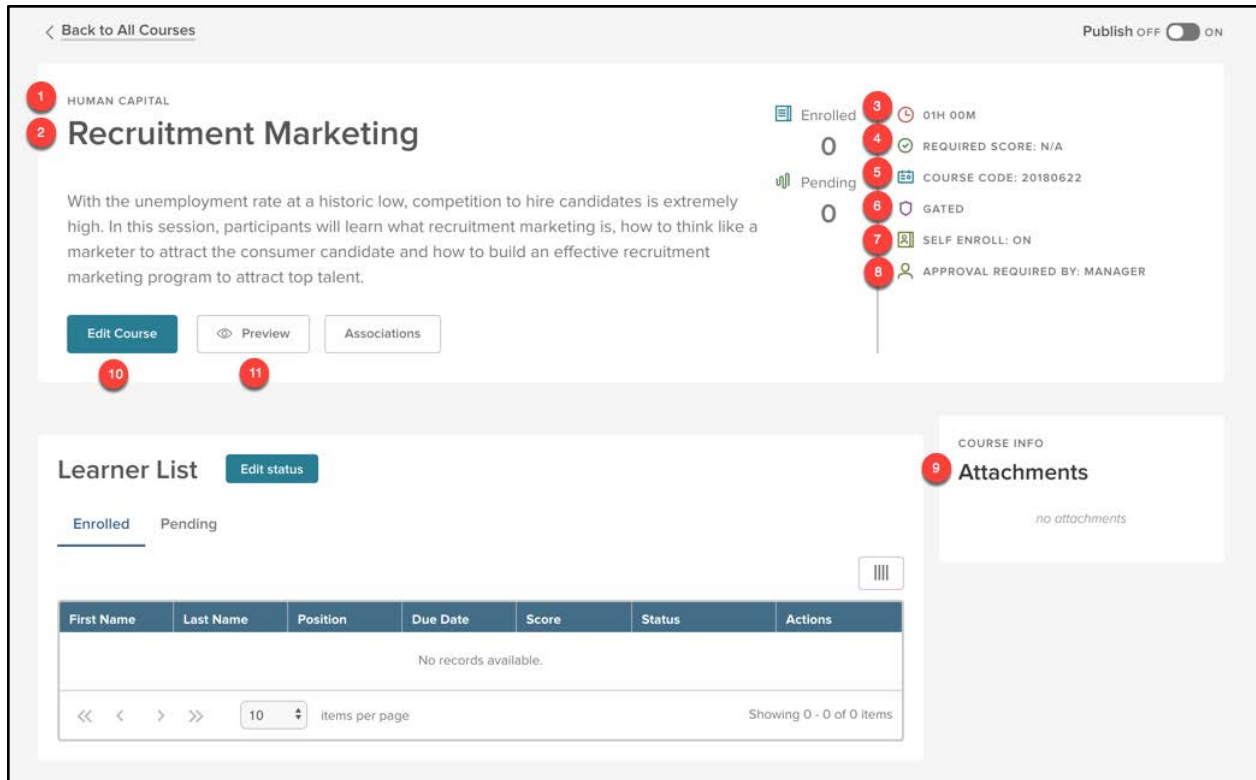 Back to All Courses
Publish OFF ON
1 HUMAN CAPITAL
2 Recruitment Marketing
With the unemployment rate at a historic low, competition to hire candidates is extremely
high. In this session, participants will learn what recruitment marketing is, how to think like a
marketer to attract the consumer candidate and how to build an effective recruitment
marketing program to attract top talent.
Edit Course Preview Associations
10 11
Enrolled
0
Pending
0
3 01H 00M
4 REQUIRED SCORE: N/A
5 COURSE CODE: 20180622
6 GATED
7 SELF ENROLL: ON
8 APPROVAL REQUIRED BY: MANAGER
Learner List Edit status
Enrolled Pending
First Name Last Name Position Due Date Score Status Actions
No records available.
10 items per page Showing 0 - 0 of 0 items
COURSE INFO
9 Attachments
no attachments